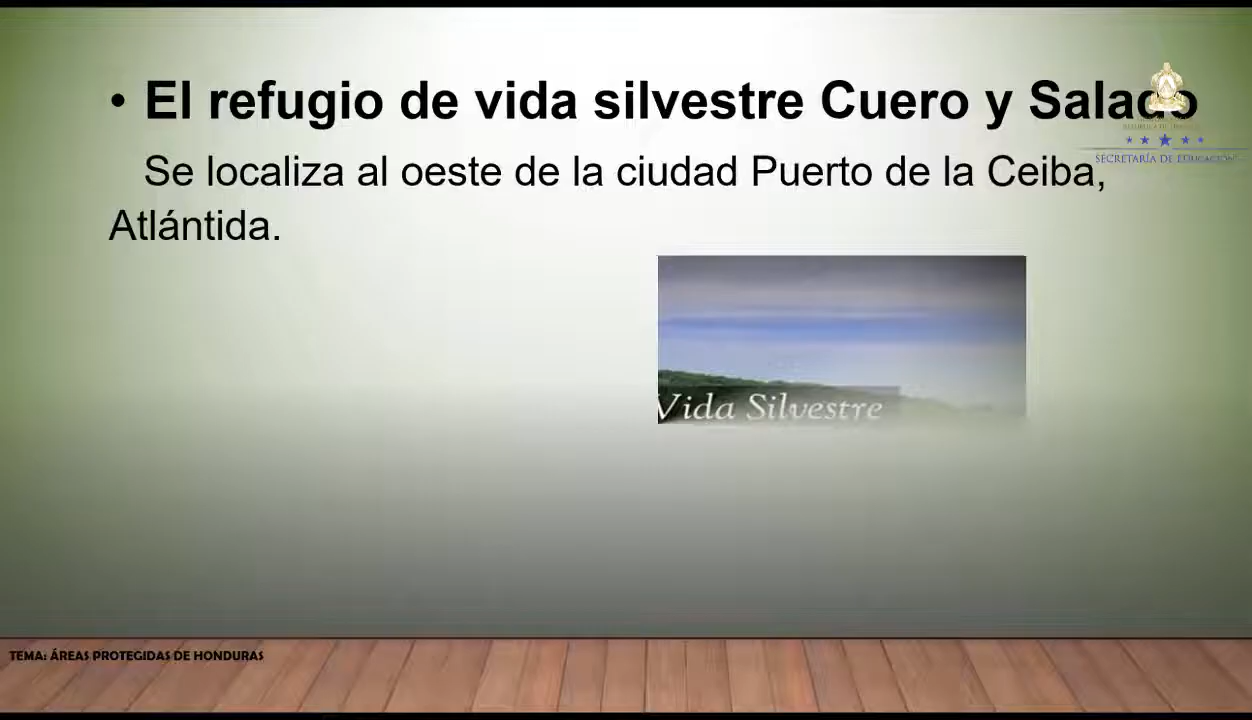 • El refugio de vida silvestre Cuero y Salado
Se localiza al oeste de la ciudad Puerto de la Ceiba,
Atlántida.
SECRETARÍA DE EDUCACIÓN
Vida Silvestre
TEMA: ÁREAS PROTEGIDAS DE HONDURAS